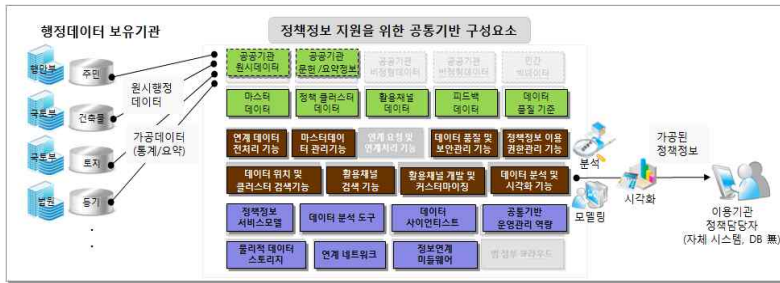 행정데이터 보유기관
정책정보 지원을 위한 공통기반 구성요소
행안부
주민
국토부
건축물
국토부
토지
법원
등기
원시행정
데이터
가공데이터
(통계/요약)
공공기관
원시데이터
공공기관
문헌/요약정보
공공기관
비정형데이터
공공기관
반정형데이터
민간
빅데이터
마스터
데이터
정책 클러스터
데이터
활용채널
데이터
피드백
데이터
데이터
품질 기준
연계 데이터
전처리 기능
마스터데이
터 관리기능
연계 요청 및
연계처리 기능
데이터 품질 및
보안관리 기능
정책정보 이용
권한관리 기능
데이터 위치 및
클러스터 검색기능
활용채널
검색 기능
활용채널 개발 및
커스터마이징
데이터 분석 및
시각화 기능
정책정보
서비스모델
데이터 분석 도구
데이터
사이언티스트
공통기반
운영관리 역량
물리적 데이터
스토리지
연계 네트워크
정보연계
미들웨어
범정부 클라우드
분석
모델링
시각화
가공된
정책정보
이용기관
정책담당자
(자체 시스템, DB 無)